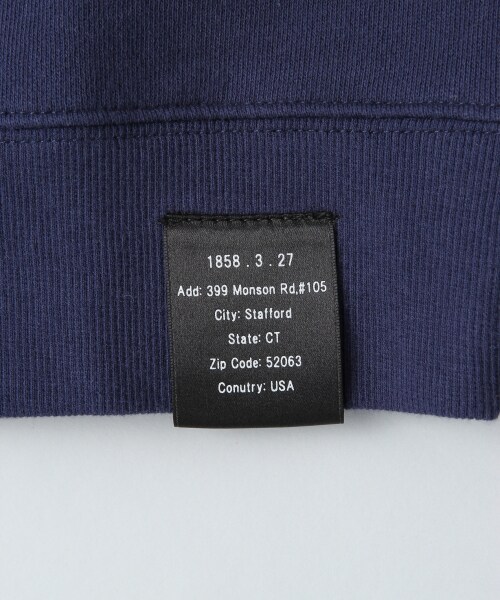 1858 . 3 . 27
Add: 399 Monson Rd,#105
City: Stafford
State: CT
Zip Code: 52063
Conutry: USA